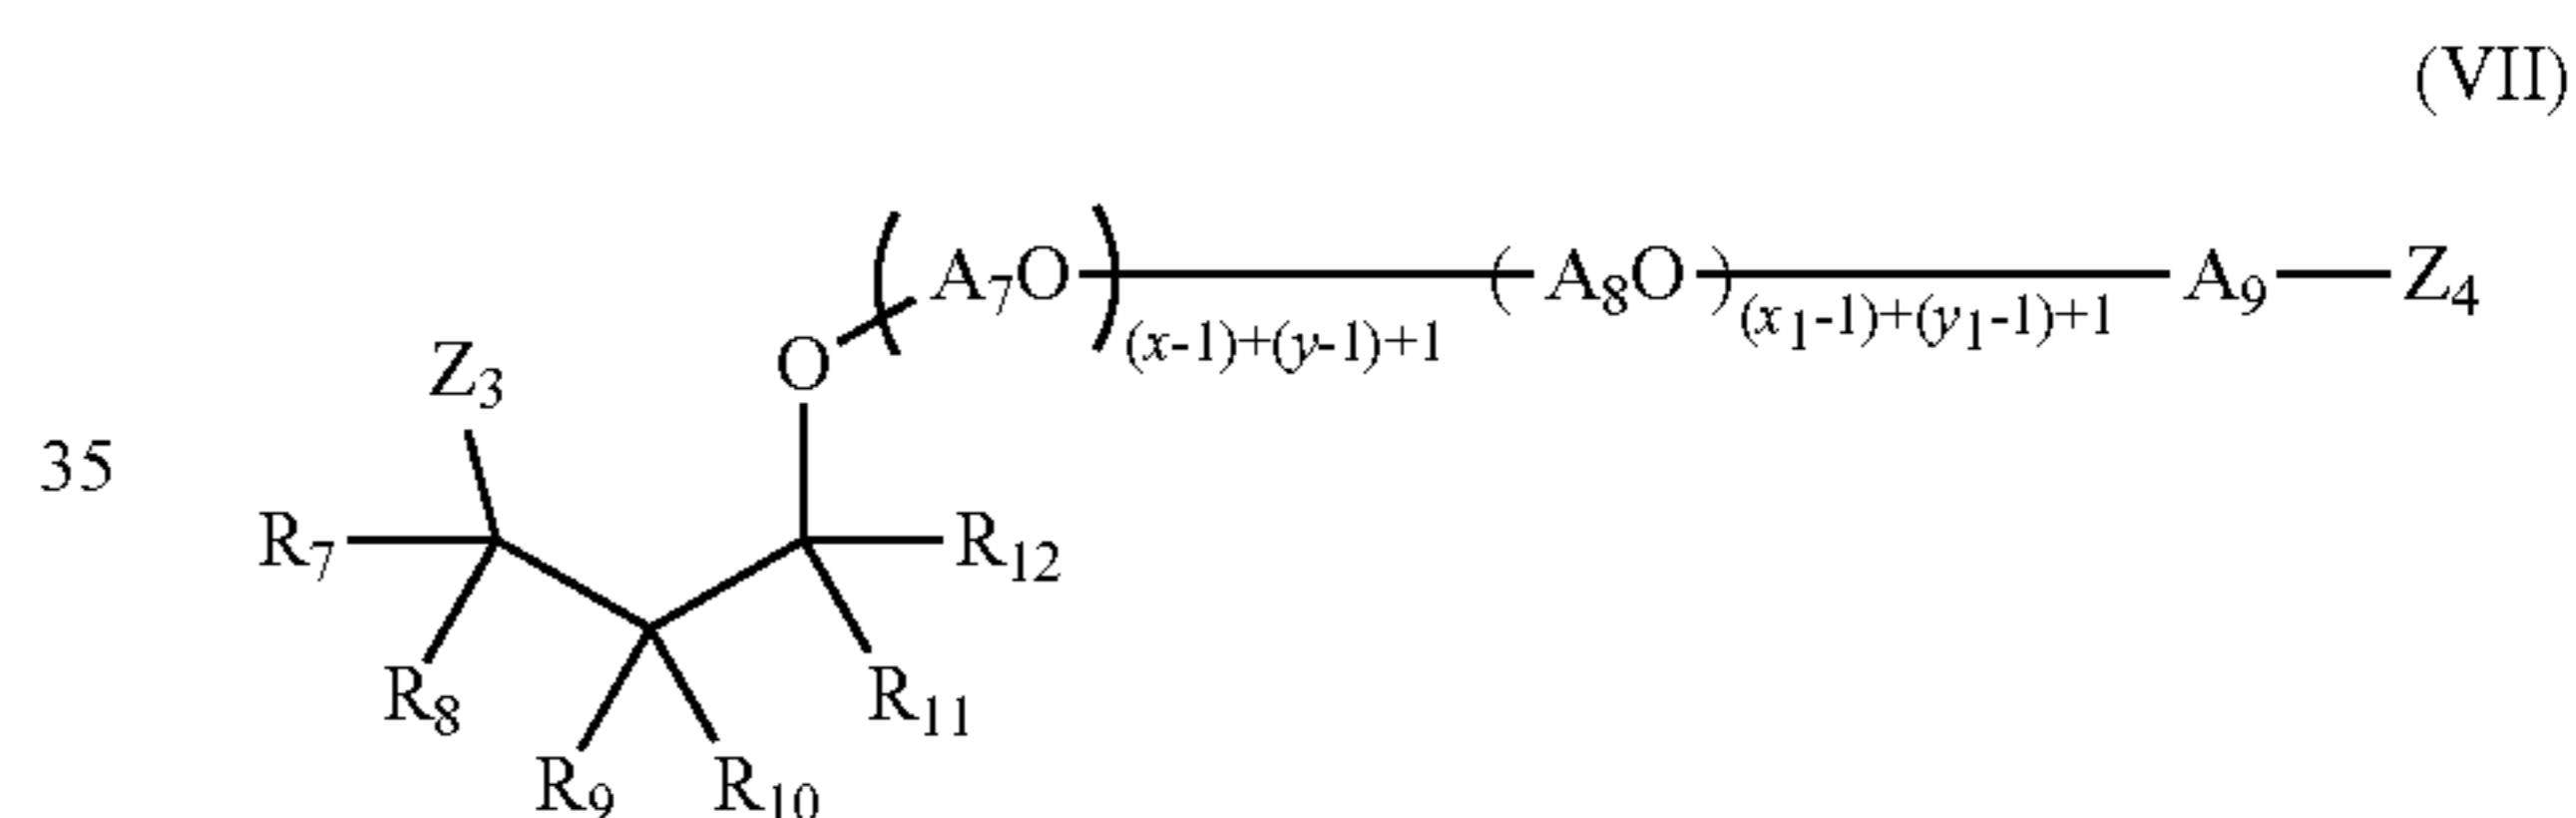 (VII)
( A7O ) (x-1)+(y-1)+1 ( A8O ) (x1-1)+(y1-1)+1 A9 Z4
Z3 O
35
R7 R12
R8 R11
R9 R10